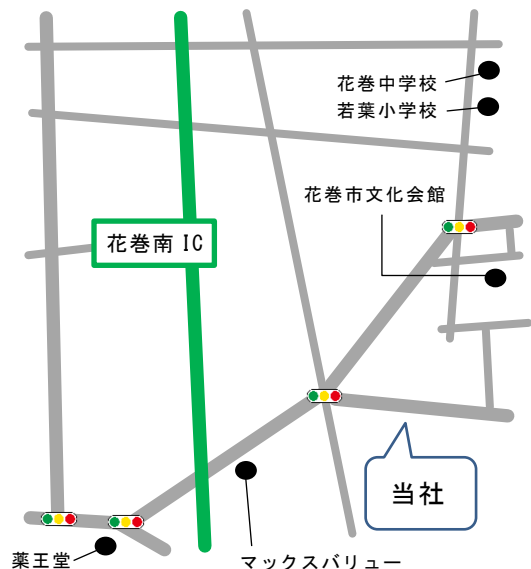 花巻中学校
若葉小学校
花巻市文化会館
花巻南 IC
当社
薬王堂
マックスバリュー